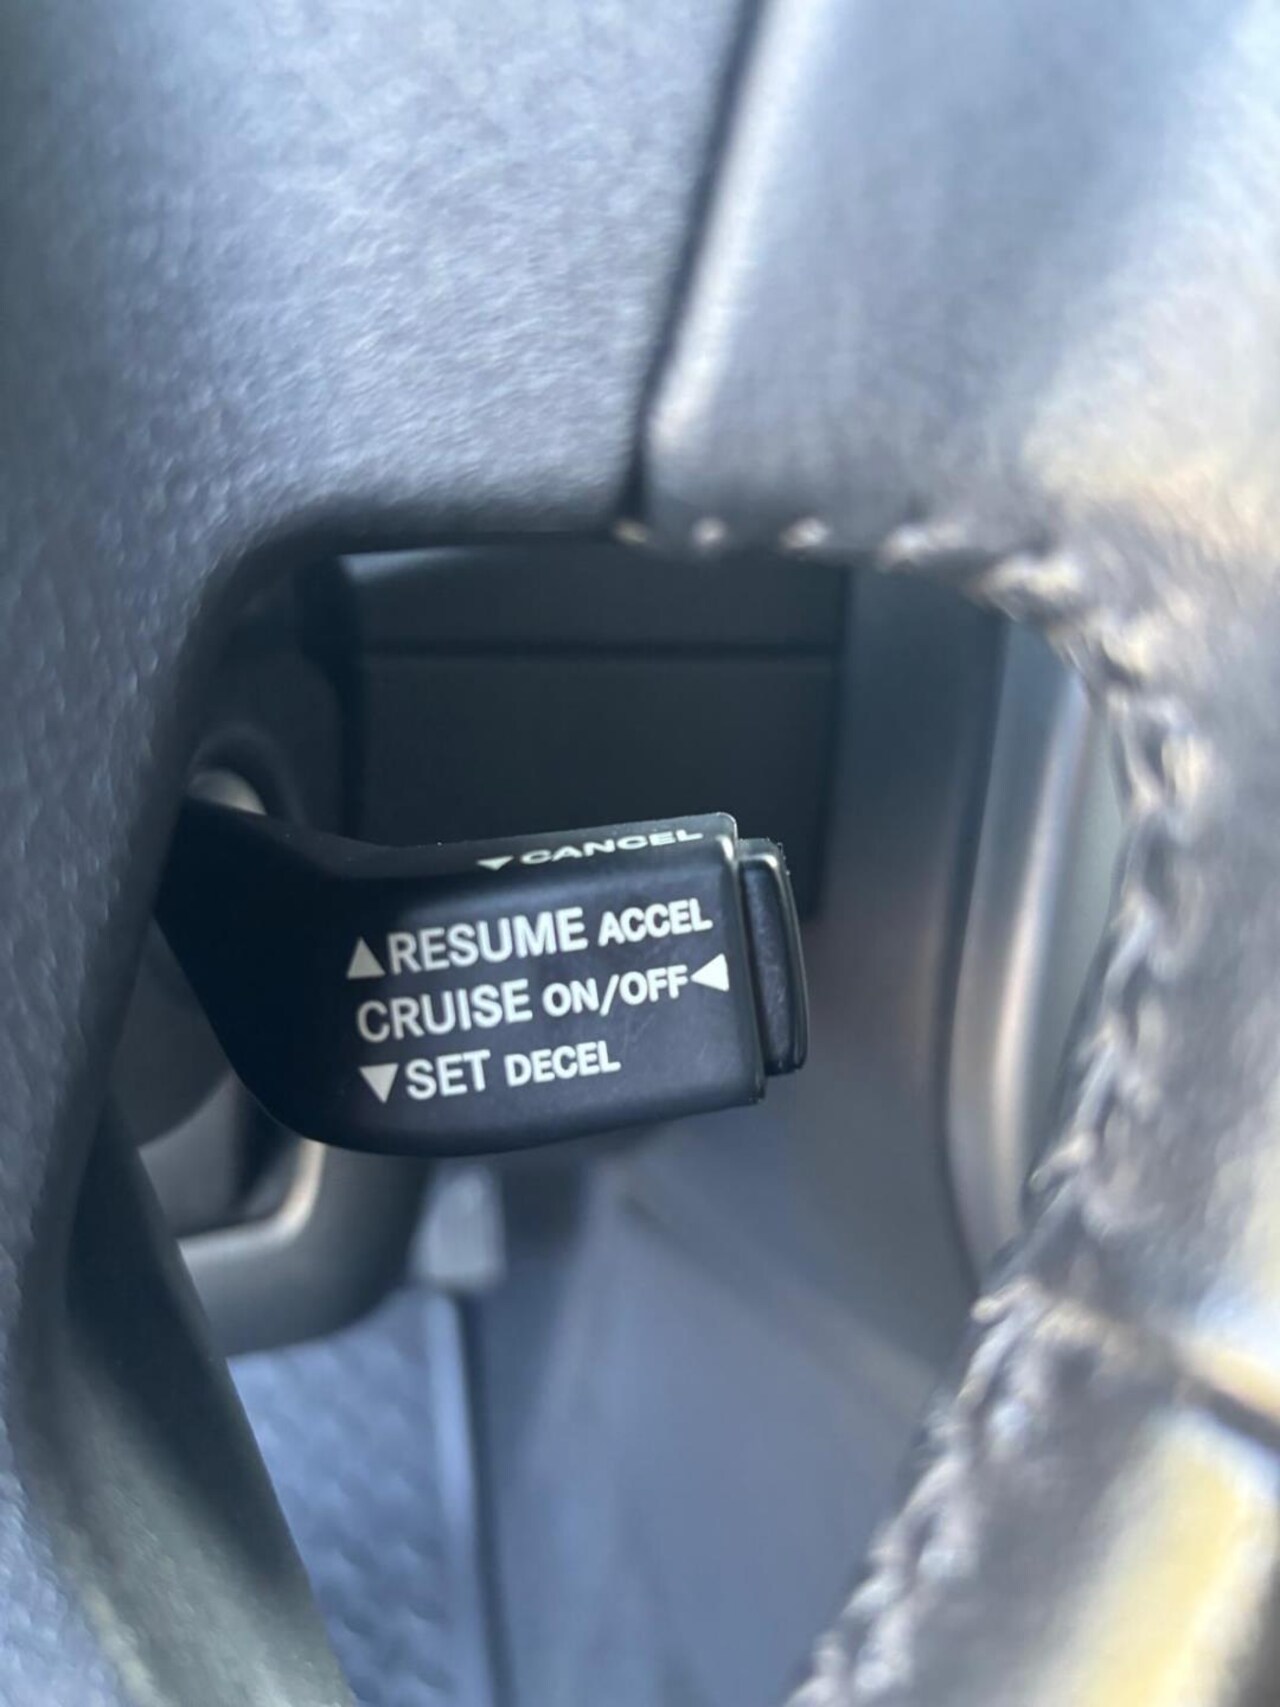 ▼CANCEL
▲RESUME ACCEL
CRUISE ON/OFF◀
▼SET DECEL